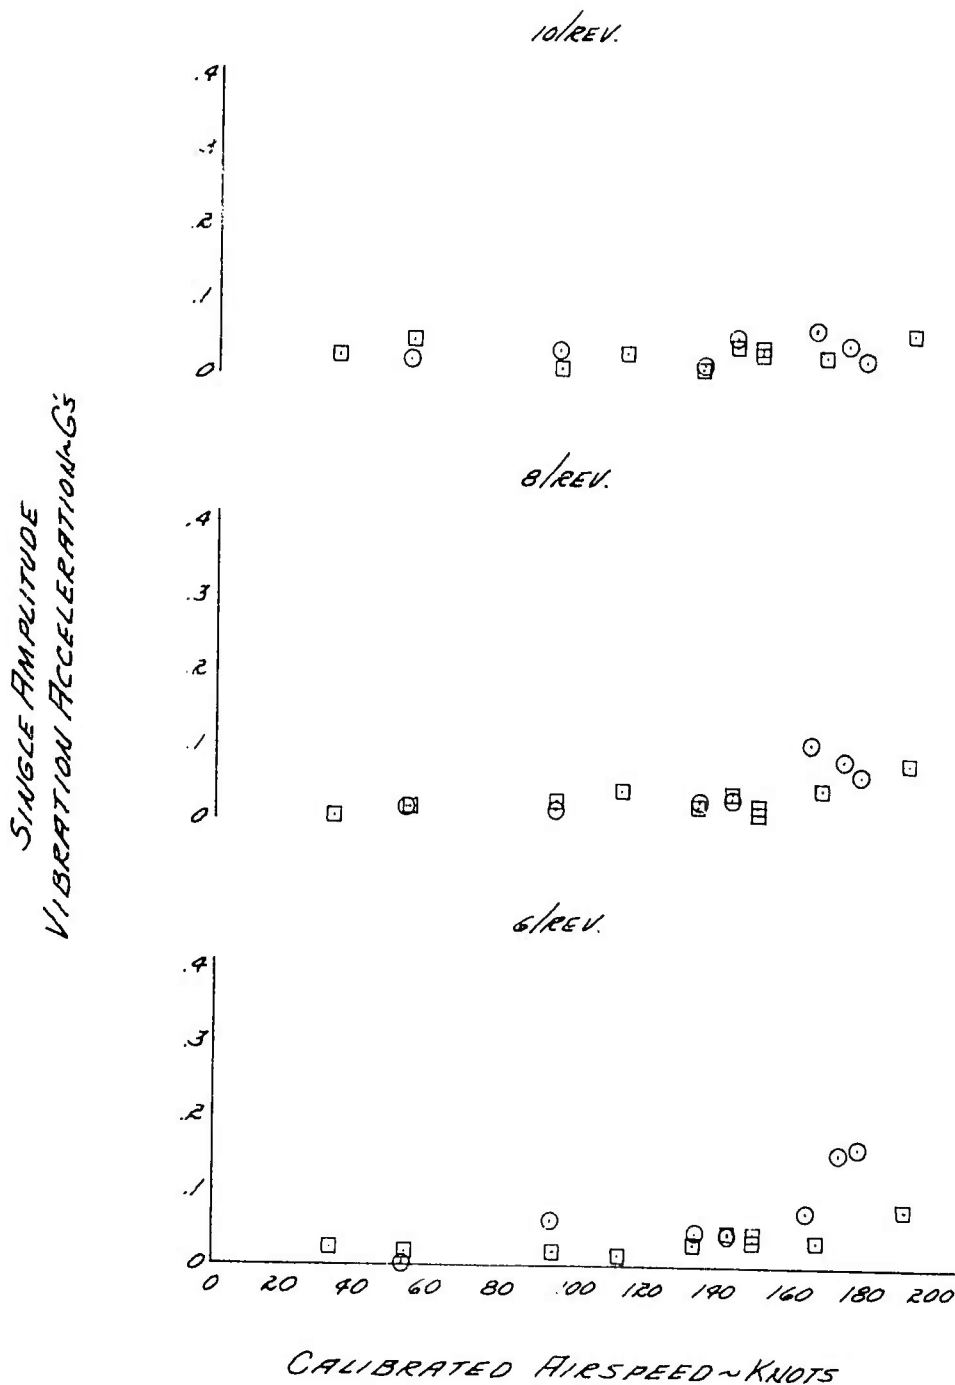 10/REV.
.4
.3
.2
.1
0
8/REV.
.4
.3
.2
.1
0
SINGLE AMPLITUDE
VIBRATION ACCELERATION~G's
6/REV.
.4
.3
.2
.1
0
0 20 40 60 80 100 120 140 160 180 200
CALIBRATED AIRSPEED~KNOTS